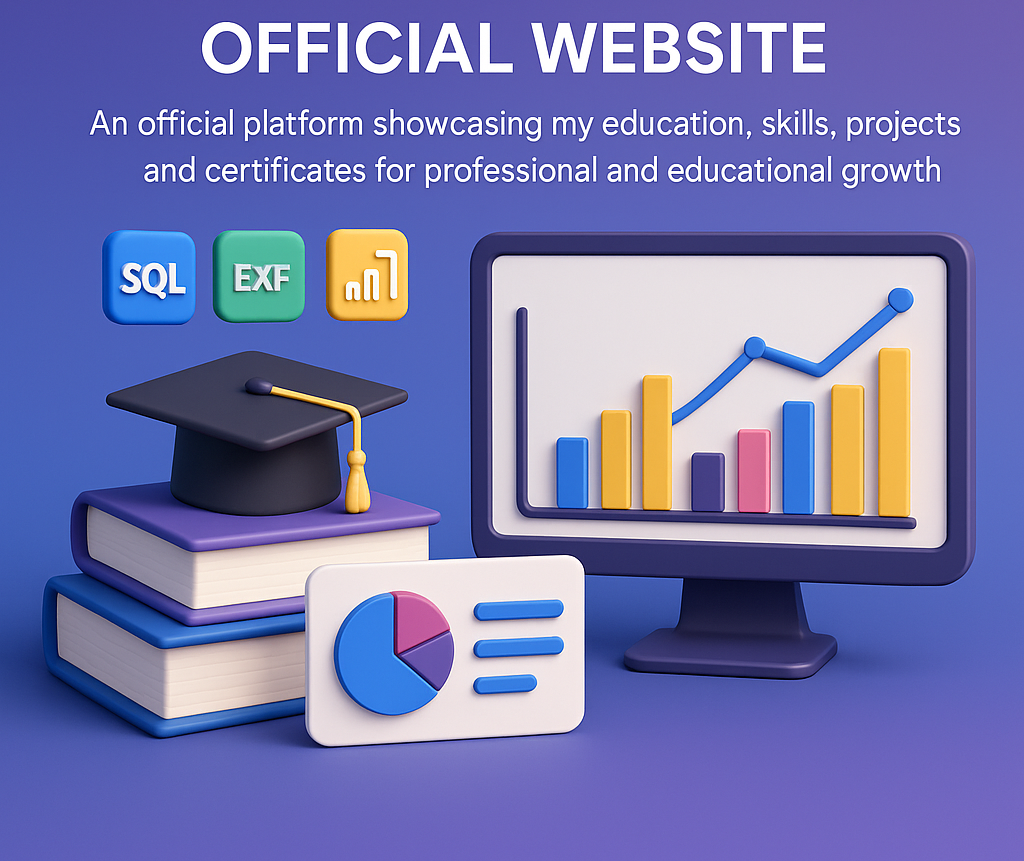 OFFICIAL WEBSITE
An official platform showcasing my education, skills, projects
and certificates for professional and educational growth
SQL EXF